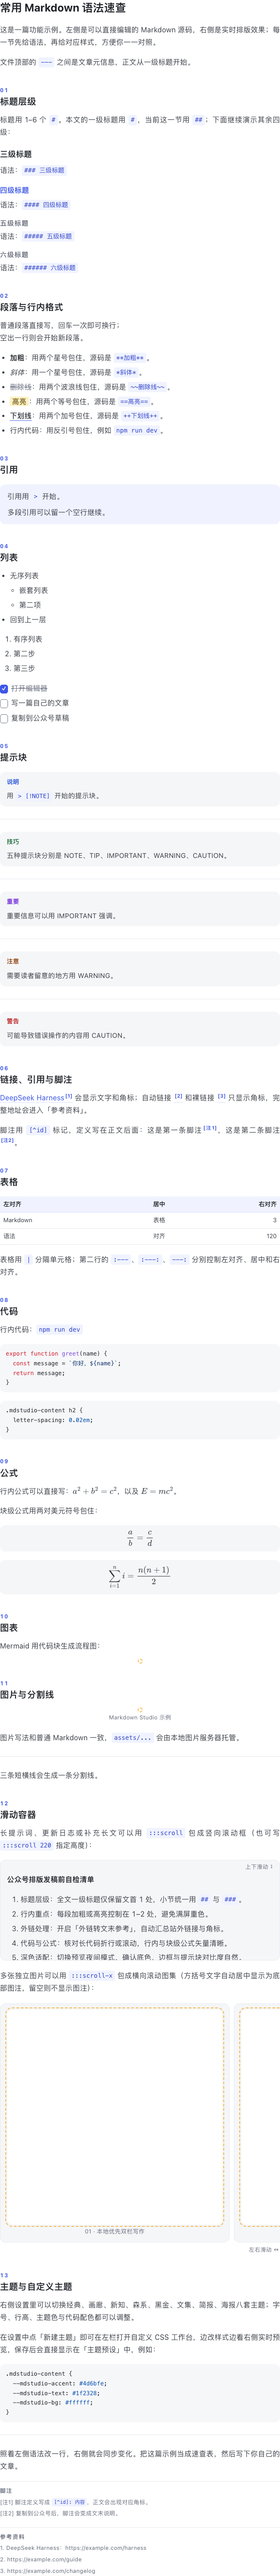 常用 Markdown 语法速查
这是一篇功能示例。左侧是可以直接编辑的 Markdown 源码，右侧是实时排版效果；每
一节先给语法，再给对应样式，方便你一一对照。
文件顶部的 --- 之间是文章元信息，正文从一级标题开始。
01
标题层级
标题用 1–6 个 #。本文的一级标题用 #，当前这一节用 ##；下面继续演示其余四
级：
三级标题
语法：### 三级标题
四级标题
语法：#### 四级标题
五级标题
语法：##### 五级标题
六级标题
语法：###### 六级标题
02
段落与行内格式
普通段落直接写，回车一次即可换行；
空出一行则会开始新段落。
• 加粗：用两个星号包住，源码是 **加粗**。
• 斜体：用一个星号包住，源码是 *斜体*。
• 删除线：用两个波浪线包住，源码是 ~~删除线~~。
• 高亮：用两个等号包住，源码是 ==高亮==。
• 下划线：用两个加号包住，源码是 ++下划线++。
• 行内代码：用反引号包住，例如 npm run dev。
03
引用
引用用 > 开始。
多段引用可以留一个空行继续。
04
列表
• 无序列表
◦ 嵌套列表
◦ 第二项
• 回到上一层
1. 有序列表
2. 第二步
3. 第三步
打开编辑器
写一篇自己的文章
复制到公众号草稿
05
提示块
说明
用 > [!NOTE] 开始的提示块。
技巧
五种提示块分别是 NOTE、TIP、IMPORTANT、WARNING、CAUTION。
重要
重要信息可以用 IMPORTANT 强调。
注意
需要读者留意的地方用 WARNING。
警告
可能导致错误操作的内容用 CAUTION。
06
链接、引用与脚注
DeepSeek Harness[1] 会显示文字和角标；自动链接 [2] 和裸链接 [3] 只显示角标，完
整地址会进入「参考资料」。
脚注用 [^id] 标记，定义写在正文后面：这是第一条脚注[注1]，这是第二条脚注
[注2]。
07
表格
左对齐 居中 右对齐
Markdown 表格 3
语法 对齐 120
表格用 | 分隔单元格；第二行的 :---、:---:、---: 分别控制左对齐、居中和右
对齐。
08
代码
行内代码：npm run dev
export function greet(name) {
const message = `你好，${name}`;
return message;
}
.mdstudio-content h2 {
letter-spacing: 0.02em;
}
09
公式
行内公式可以直接写：a² + b² = c²，以及 E = mc²。
块级公式用两对美元符号包住：
a/b = c/d
∑_{i=1}^{n} i = n(n + 1)/2
10
图表
Mermaid 用代码块生成流程图：
11
图片与分割线
Markdown Studio 示例
图片写法和普通 Markdown 一致，assets/... 会由本地图片服务器托管。
三条短横线会生成一条分割线。
12
滑动容器
长提示词、更新日志或补充长文可以用 :::scroll 包成竖向滚动框（也可写
:::scroll 220 指定高度）：
上下滑动 ↕
公众号排版发稿前自检清单
1. 标题层级：全文一级标题仅保留文首 1 处，小节统一用 ## 与 ###。
2. 行内重点：每段加粗或高亮控制在 1–2 处，避免满屏重色。
3. 外链处理：开启「外链转文末参考」，自动汇总站外链接与角标。
4. 代码与公式：核对长代码折行或滚动，行内与块级公式矢量清晰。
5. 深色适配：切换预览夜间模式，确认底色、边框与提示块对比度自然。
多张独立图片可以用 :::scroll-x 包成横向滚动图集（方括号文字自动居中显示为底
部图注，留空则不显示图注）：
01 · 本地优先双栏写作
左右滑动 ↔
13
主题与自定义主题
右侧设置里可以切换经典、画廊、新知、森系、黑金、文集、简报、海报八套主题；字
号、行高、主题色与代码配色都可以调整。
在设置中点「新建主题」即可在左栏打开自定义 CSS 工作台，边改样式边看右侧实时预
览，保存后会直接显示在「主题预设」中，例如：
.mdstudio-content {
--mdstudio-accent: #4d6bfe;
--mdstudio-text: #1f2328;
--mdstudio-bg: #ffffff;
}
照着左侧语法改一行，右侧就会同步变化。把这篇示例当成速查表，然后写下你自己的
文章。
脚注
[注1] 脚注定义写成 [^id]: 内容，正文会出现对应角标。
[注2] 复制到公众号后，脚注会变成文末说明。
参考资料
1. DeepSeek Harness：https://example.com/harness
2. https://example.com/guide
3. https://example.com/changelog